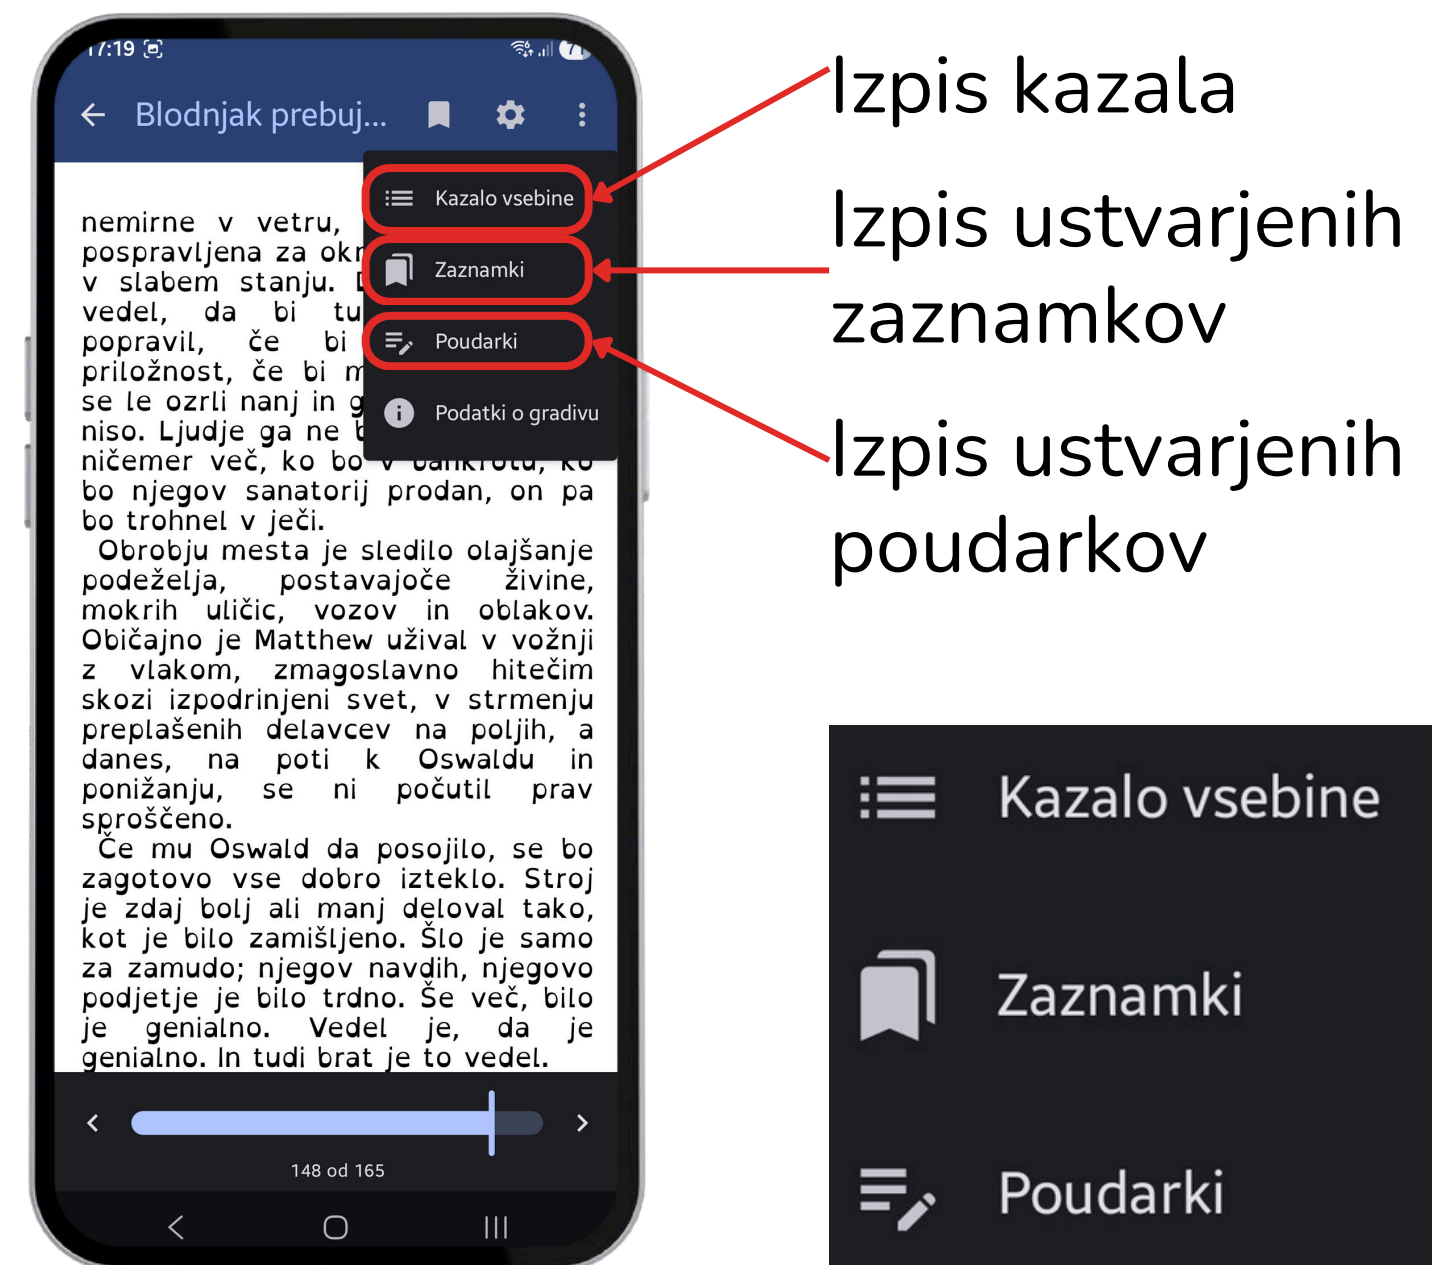 17:19
71
Blodnjak prebuj...
Kazalo vsebine
Zaznamki
Poudarki
Podatki o gradivu
nemirne v vetru,
pospravljena za okn
v slabem stanju.
vedel, da bi tu
popravil, če bi
priložnost, če bi m
se le ozrli nanj in g
niso. Ljudje ga ne b
ničemer več, ko bo v bankrotu, ko
bo njegov sanatorij prodan, on pa
bo trohnel v ječi.
Obrobju mesta je sledilo olajšanje
podeželja, postavajoče živine,
mokrih uličic, vozov in oblakov.
Običajno je Matthew užival v vožnji
z vlakom, zmagoslavno hitečim
skozi izpodrinjeni svet, v strmenju
preplašenih delavcev na poljih, a
danes, na poti k Oswaldu in
ponižanju, se ni počutil prav
sproščeno.
Če mu Oswald da posojilo, se bo
zagotovo vse dobro izteklo. Stroj
je zdaj bolj ali manj deloval tako,
kot je bilo zamišljeno. Šlo je samo
za zamudo; njegov navdih, njegovo
podjetje je bilo trdno. Še več, bilo
je genialno. Vedel je, da je
genialno. In tudi brat je to vedel.
148 od 165
Izpis kazala
Izpis ustvarjenih
zaznamkov
Izpis ustvarjenih
poudarkov
Kazalo vsebine
Zaznamki
Poudarki